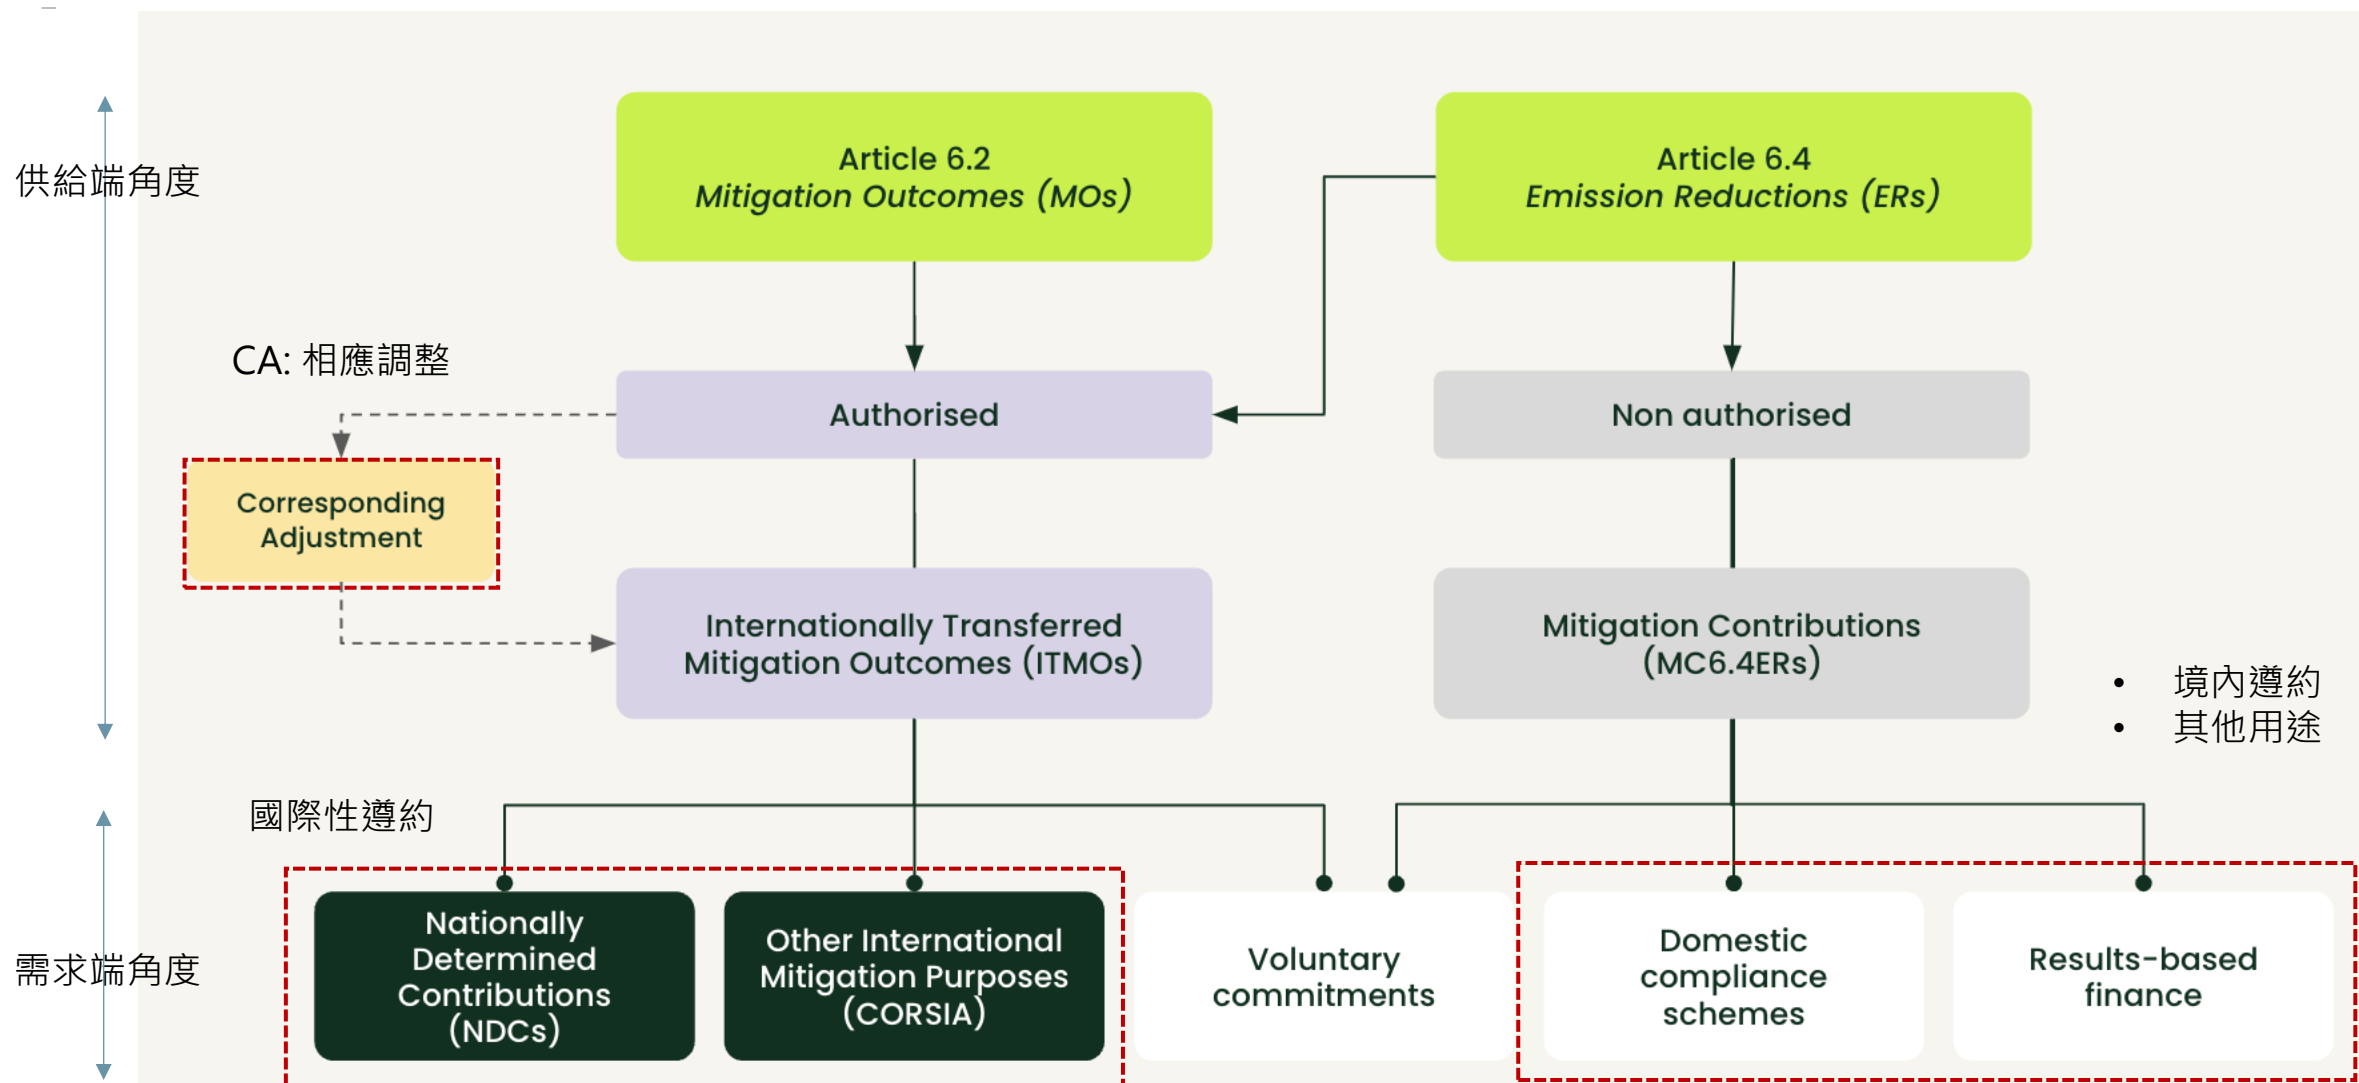 供給端角度
Article 6.2
Mitigation Outcomes (MOs)
Article 6.4
Emission Reductions (ERs)
CA: 相應調整
Authorised
Non authorised
Corresponding
Adjustment
Internationally Transferred
Mitigation Outcomes (ITMOs)
Mitigation Contributions
(MC6.4ERs)
• 境內遵約
• 其他用途
國際性遵約
需求端角度
Nationally
Determined
Contributions
(NDCs)
Other International
Mitigation Purposes
(CORSIA)
Voluntary
commitments
Domestic
compliance
schemes
Results-based
finance